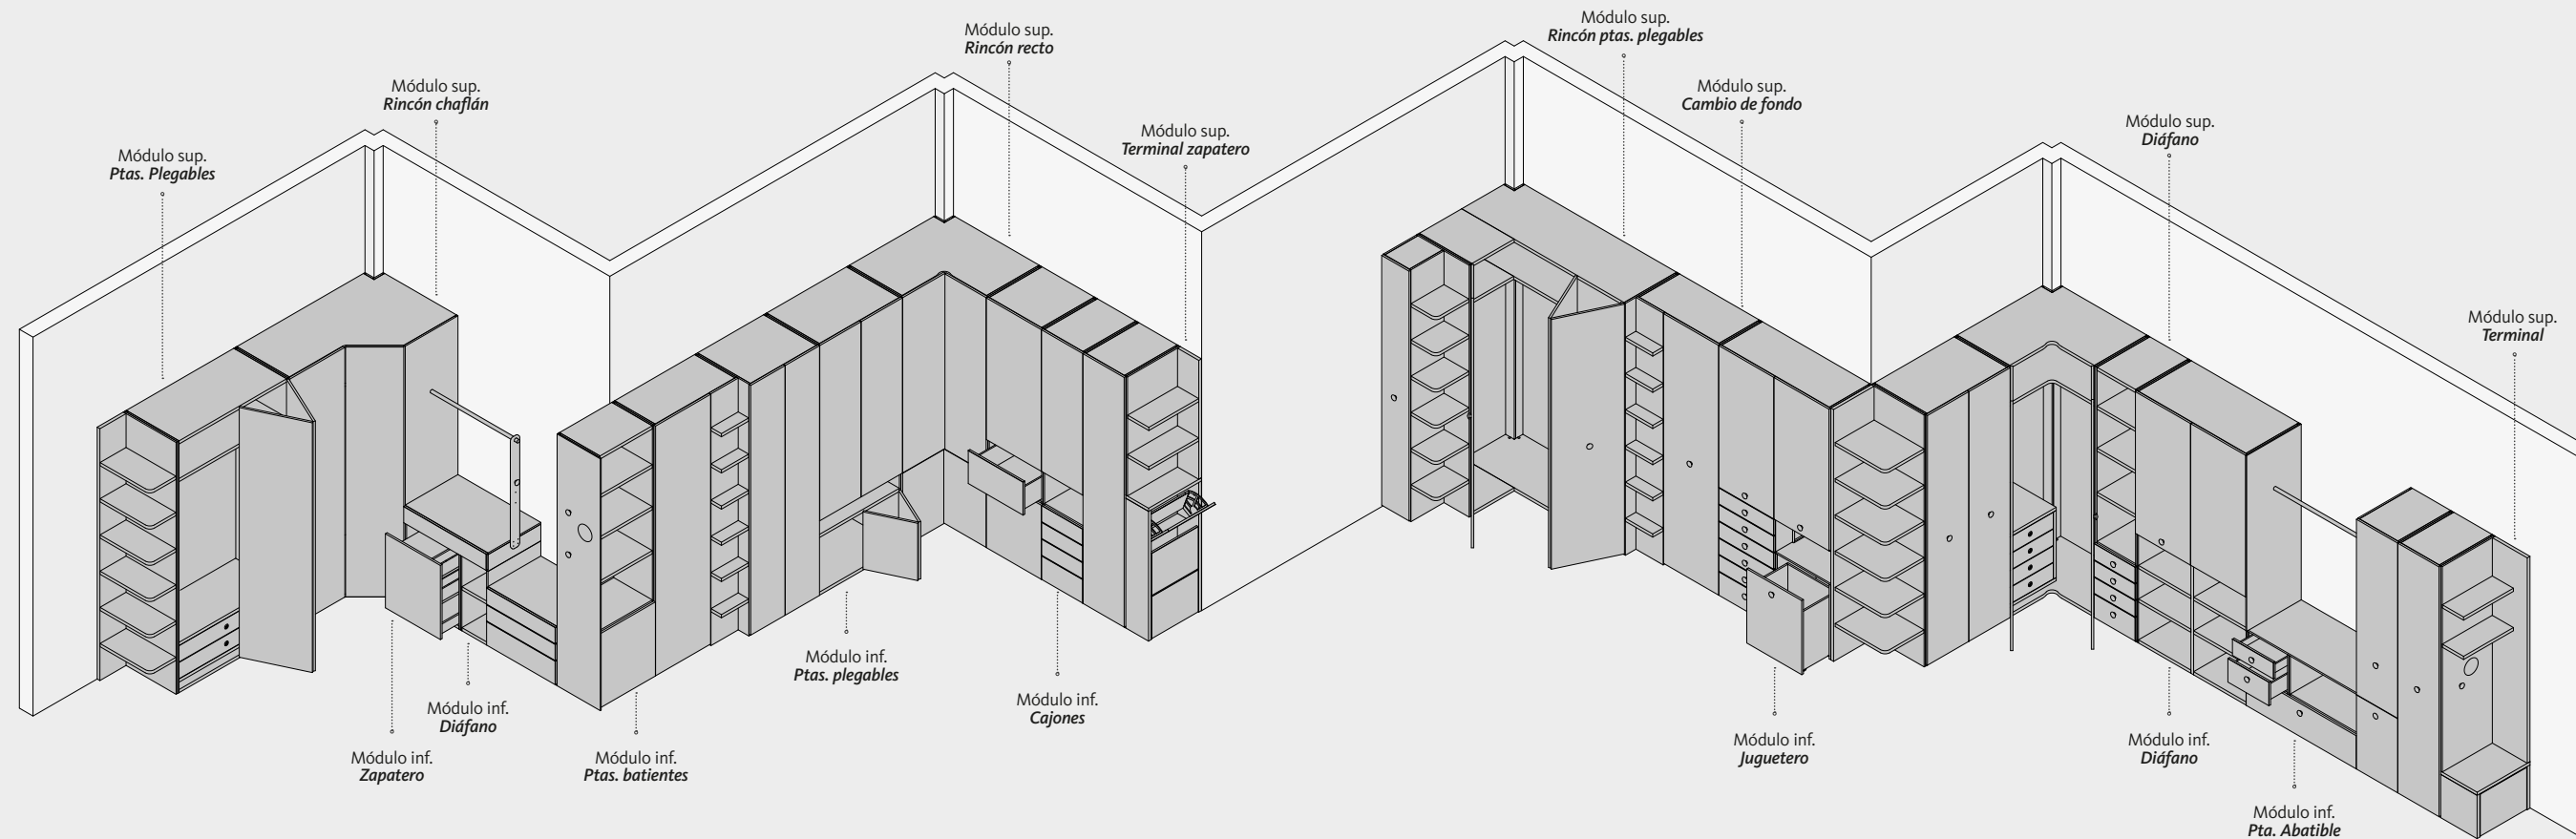 Módulo sup.
Ptas. Plegables
Módulo sup.
Rincón chaflán
Módulo sup.
Rincón recto
Módulo sup.
Terminal zapatero
Módulo sup.
Rincón ptas. plegables
Módulo sup.
Cambio de fondo
Módulo sup.
Diáfano
Módulo sup.
Terminal
Módulo inf.
Zapatero
Módulo inf.
Diáfano
Módulo inf.
Ptas. batientes
Módulo inf.
Ptas. plegables
Módulo inf.
Cajones
Módulo inf.
Juguetero
Módulo inf.
Diáfano
Módulo inf.
Pta. Abatible